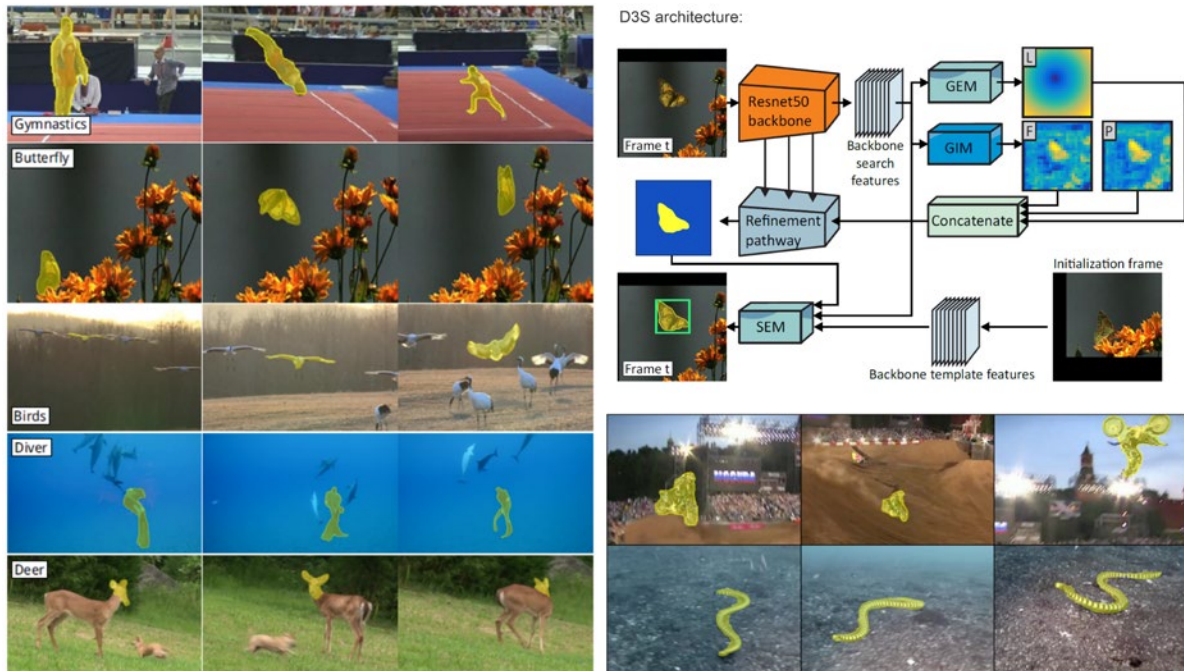 Gymnastics
Butterfly
Birds
Diver
Deer
D3S architecture:
Frame t
Resnet50
backbone
Backbone
search
features
GEM
L
GIM
F
P
Refinement
pathway
Concatenate
Initialization frame
Frame t
SEM
Backbone template features